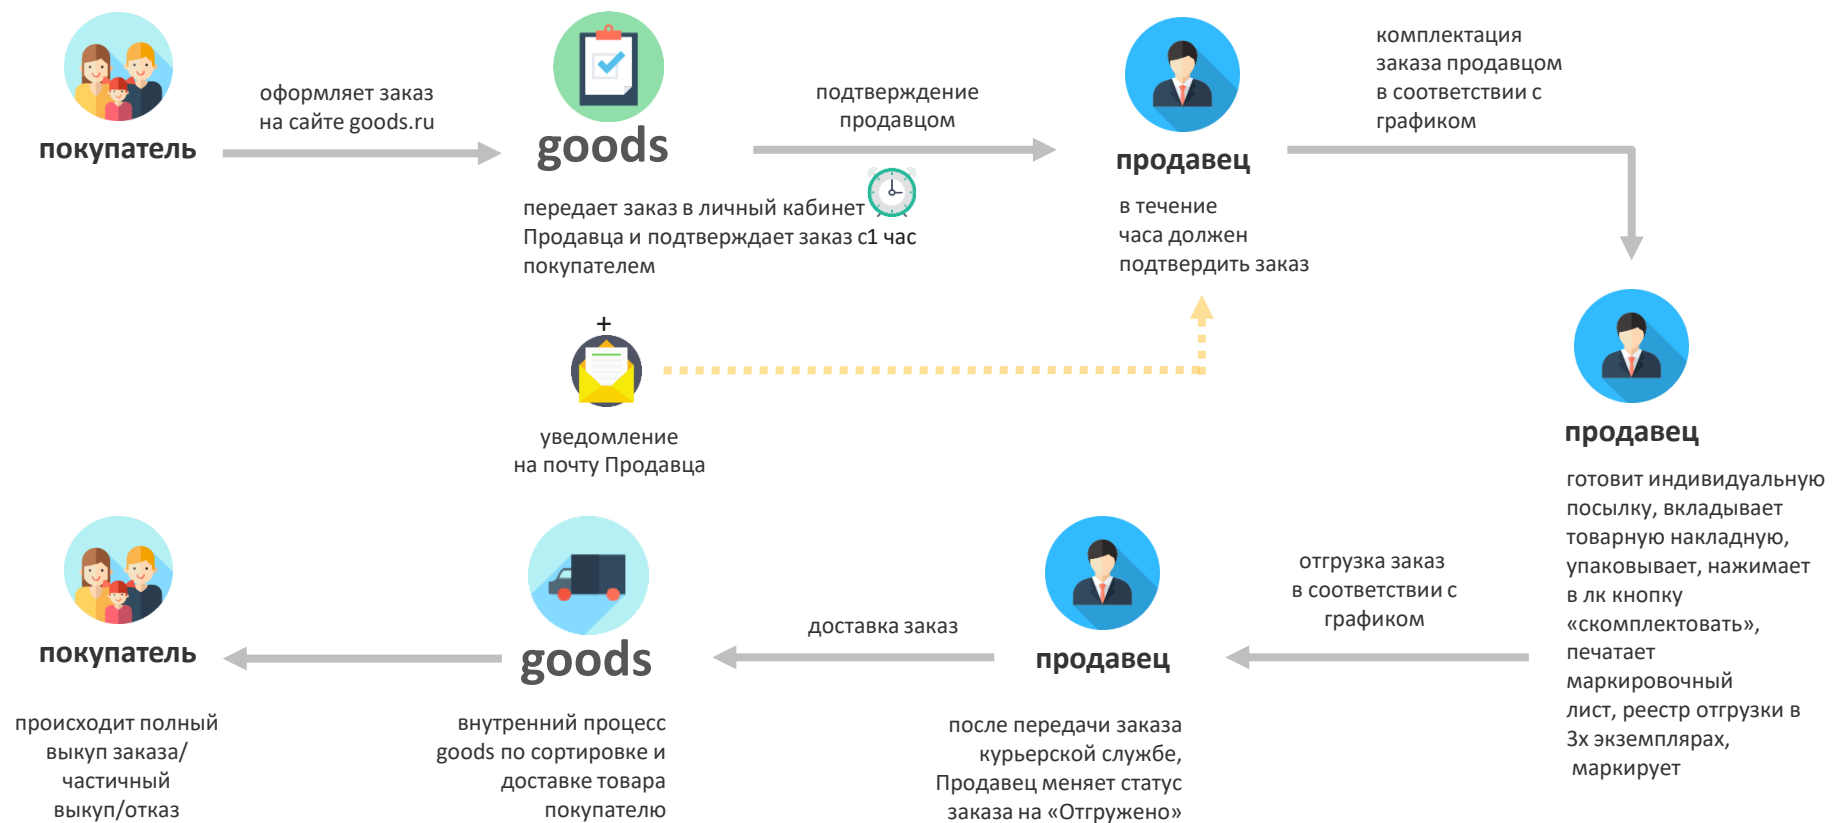 оформляет заказ
на сайте goods.ru
покупатель
goods
передает заказ в личный кабинет
Продавца и подтверждает заказ с
покупателем
1 час
подтверждение
продавцом
продавец
в течение
часа должен
подтвердить заказ
комплектация
заказа продавцом
в соответствии с
графиком
+
уведомление
на почту Продавца
продавец
готовит индивидуальную
посылку, вкладывает
товарную накладную,
упаковывает, нажимает
в лк кнопку
«скомплектовать»,
печатает
маркировочный
лист, реестр отгрузки в
3х экземплярах,
маркирует
отгрузка заказ
в соответствии с
графиком
продавец
после передачи заказа
курьерской службе,
Продавец меняет статус
заказа на «Отгружено»
доставка заказ
goods
внутренний процесс
goods по сортировке и
доставке товара
покупателю
покупатель
происходит полный
выкуп заказа/
частичный
выкуп/отказ